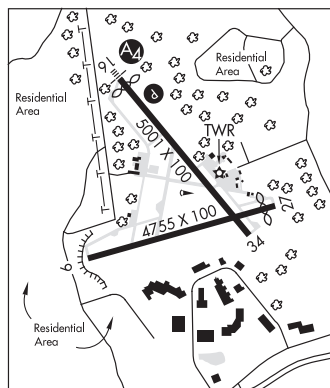 A4
16
Residential
Area
Residential
Area
P
5001 X 100
TWR
27
4755 X 100
34
9
Residential
Area